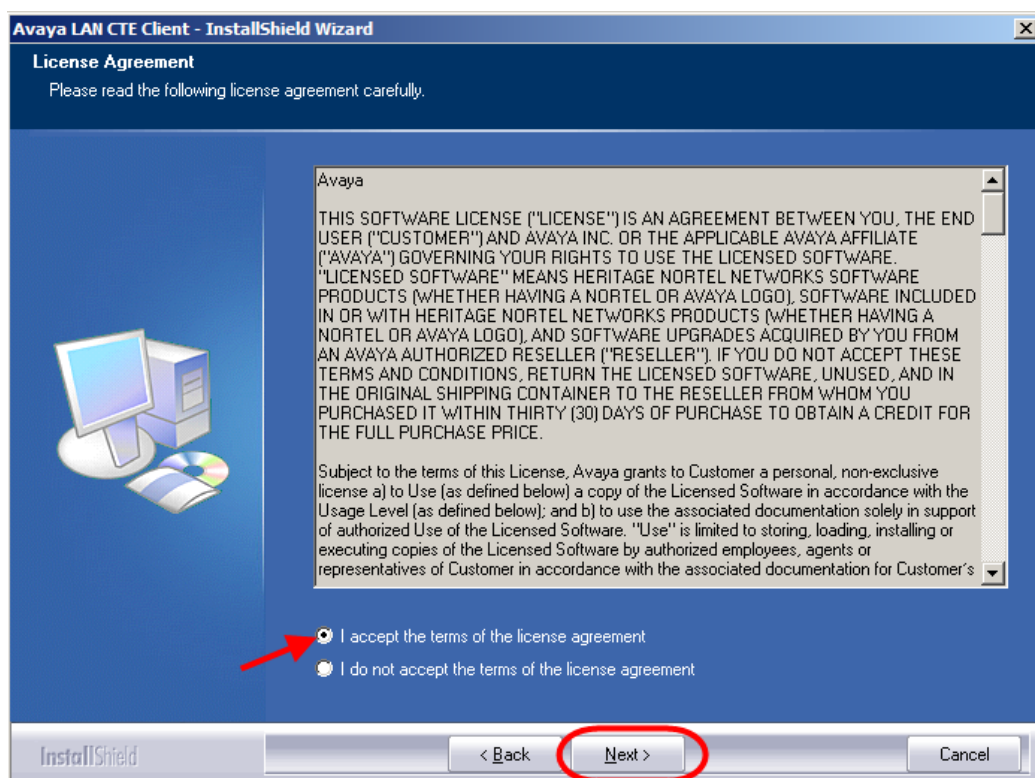 Avaya LAN CTE Client - InstallShield Wizard
License Agreement
Please read the following license agreement carefully.
Avaya
THIS SOFTWARE LICENSE ("LICENSE") IS AN AGREEMENT BETWEEN YOU, THE END
USER ("CUSTOMER") AND AVAYA INC. OR THE APPLICABLE AVAYA AFFILIATE
("AVAYA") GOVERNING YOUR RIGHTS TO USE THE LICENSED SOFTWARE.
"LICENSED SOFTWARE" MEANS HERITAGE NORTEL NETWORKS SOFTWARE
PRODUCTS (WHETHER HAVING A NORTEL OR AVAYA LOGO), SOFTWARE INCLUDED
IN OR WITH HERITAGE NORTEL NETWORKS PRODUCTS (WHETHER HAVING A
NORTEL OR AVAYA LOGO), AND SOFTWARE UPGRADES ACQUIRED BY YOU FROM
AN AVAYA AUTHORIZED RESELLER ("RESELLER"). IF YOU DO NOT ACCEPT THESE
TERMS AND CONDITIONS, RETURN THE LICENSED SOFTWARE, UNUSED, AND IN
THE ORIGINAL SHIPPING CONTAINER TO THE RESELLER FROM WHOM YOU
PURCHASED IT WITHIN THIRTY (30) DAYS OF PURCHASE TO OBTAIN A CREDIT FOR
THE FULL PURCHASE PRICE.
Subject to the terms of this License, Avaya grants to Customer a personal, non-exclusive
license a) to Use (as defined below) a copy of the Licensed Software in accordance with the
Usage Level (as defined below); and b) to use the associated documentation solely in support
of authorized Use of the Licensed Software. "Use" is limited to storing, loading, installing or
executing copies of the Licensed Software by authorized employees, agents or
representatives of Customer in accordance with the associated documentation for Customer's
I accept the terms of the license agreement
I do not accept the terms of the license agreement
InstallShield
< Back
Next >
Cancel